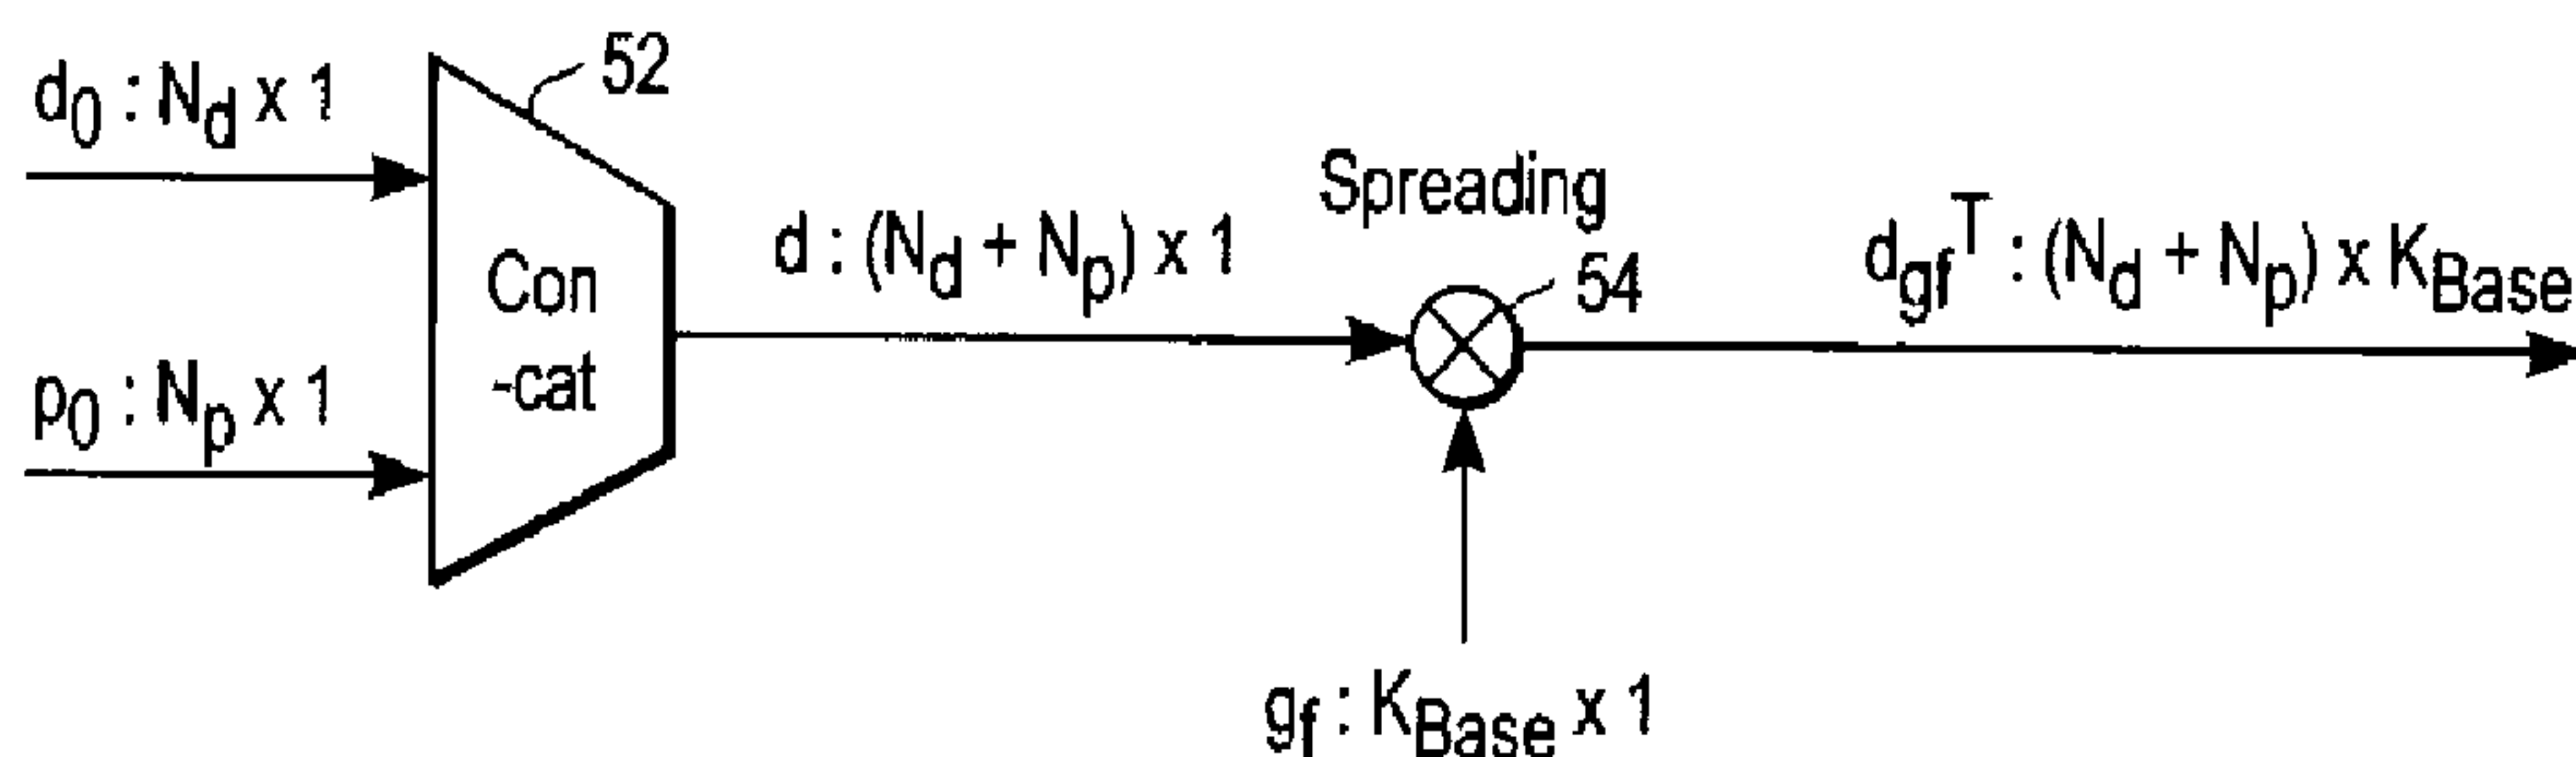 d0 : Nd x 1
52
Con
-cat
p0 : Np x 1
d : (Nd + Np) x 1
Spreading
54
gf : KBase x 1
dgfT : (Nd + Np) x KBase